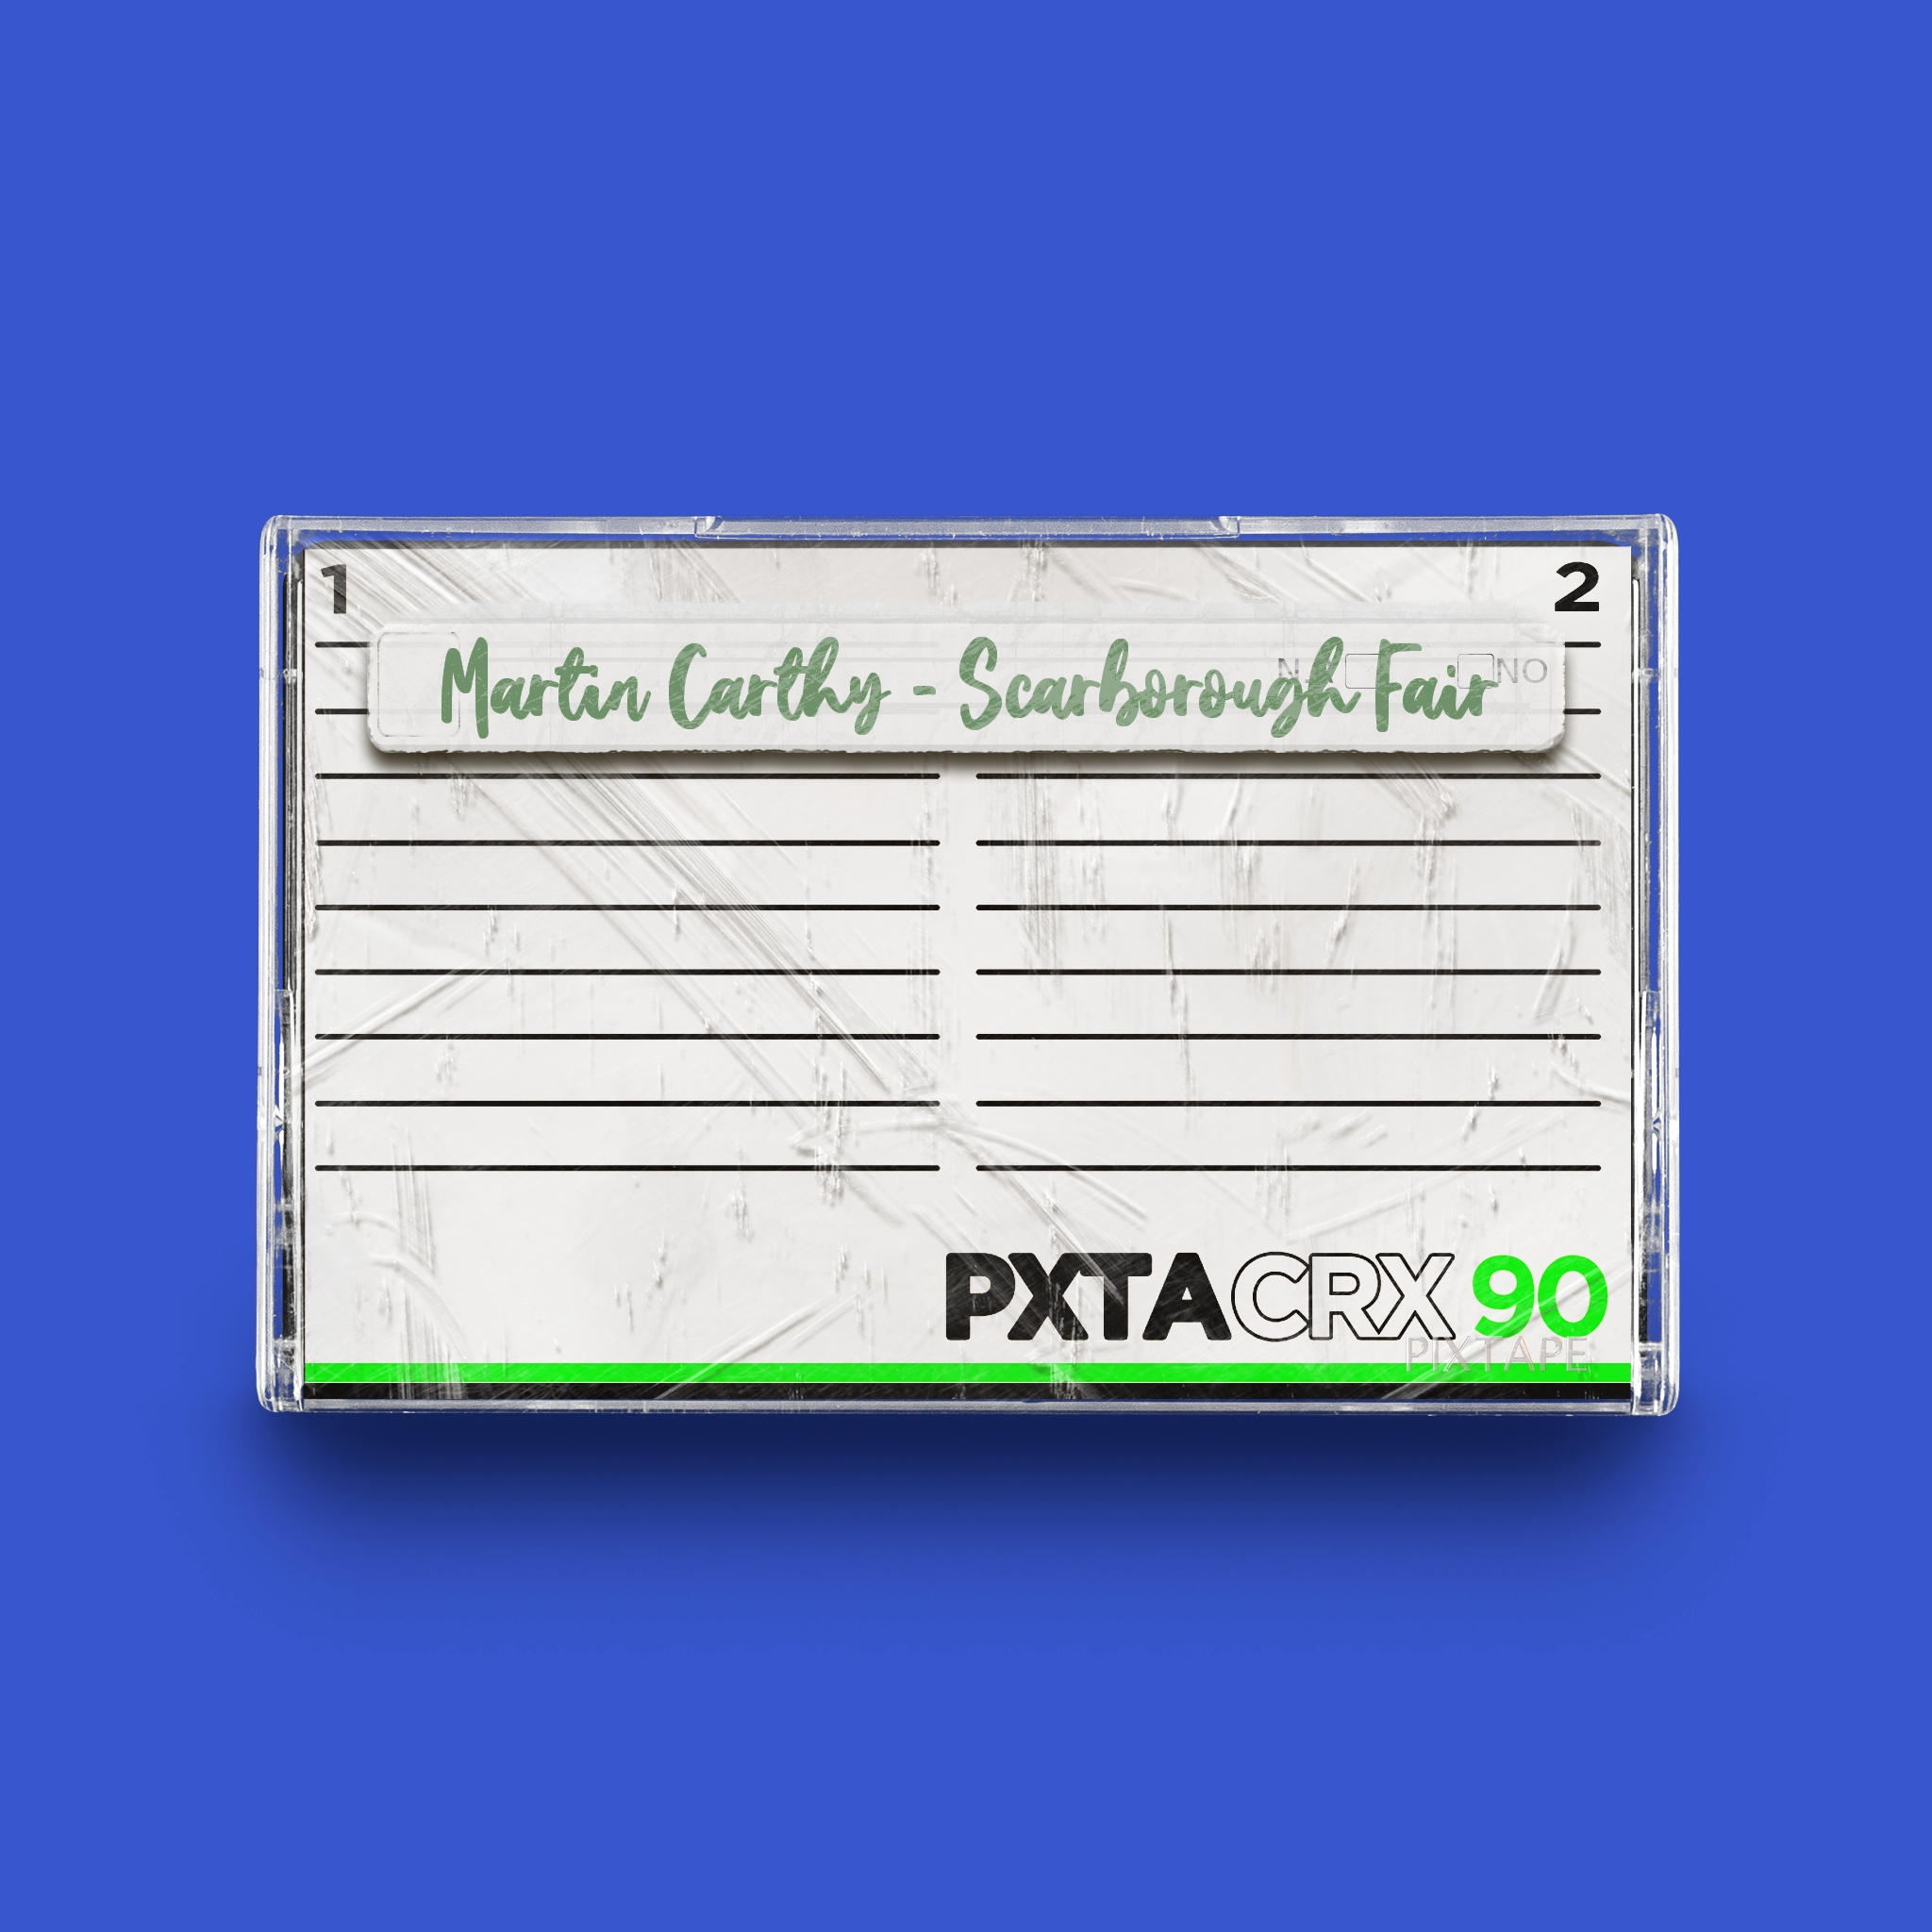 1 2
Martin Carthy - Scarborough Fair
NO
PXTACRX 90
PIXTAPE